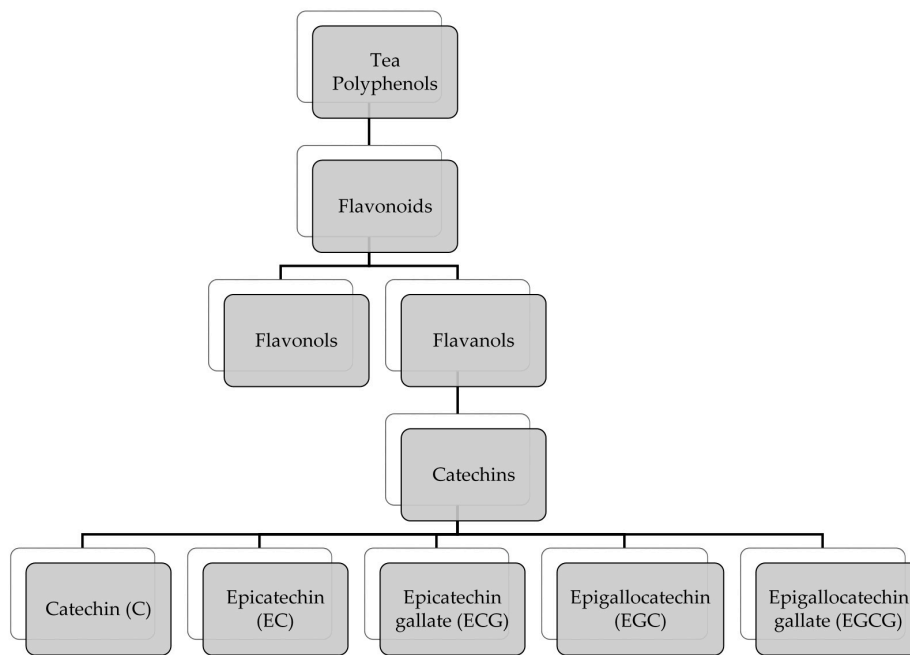 Tea
Polyphenols
Flavonoids
Flavonols
Flavanols
Catechins
Catechin (C)
Epicatechin
(EC)
Epicatechin
gallate (ECG)
Epigallocatechin
(EGC)
Epigallocatechin
gallate (EGCG)